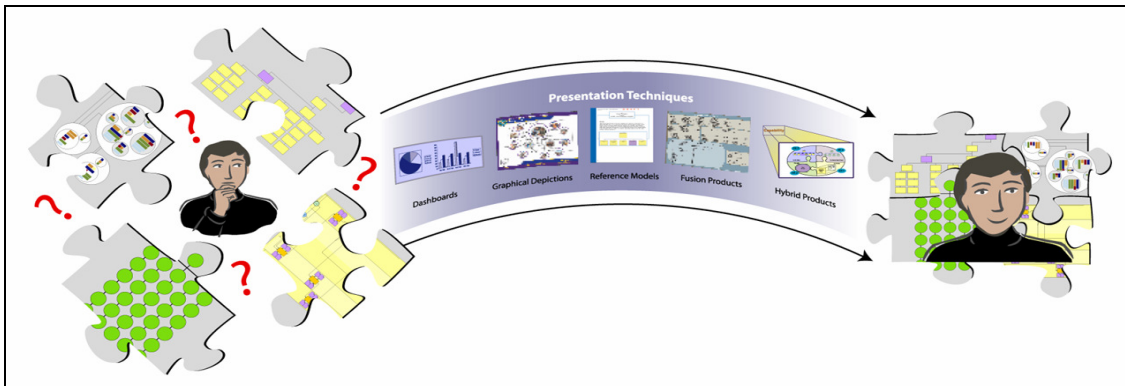 ?
?
?
?
Presentation Techniques
Dashboards
Graphical Depictions
Reference Models
Fusion Products
Hybrid Products